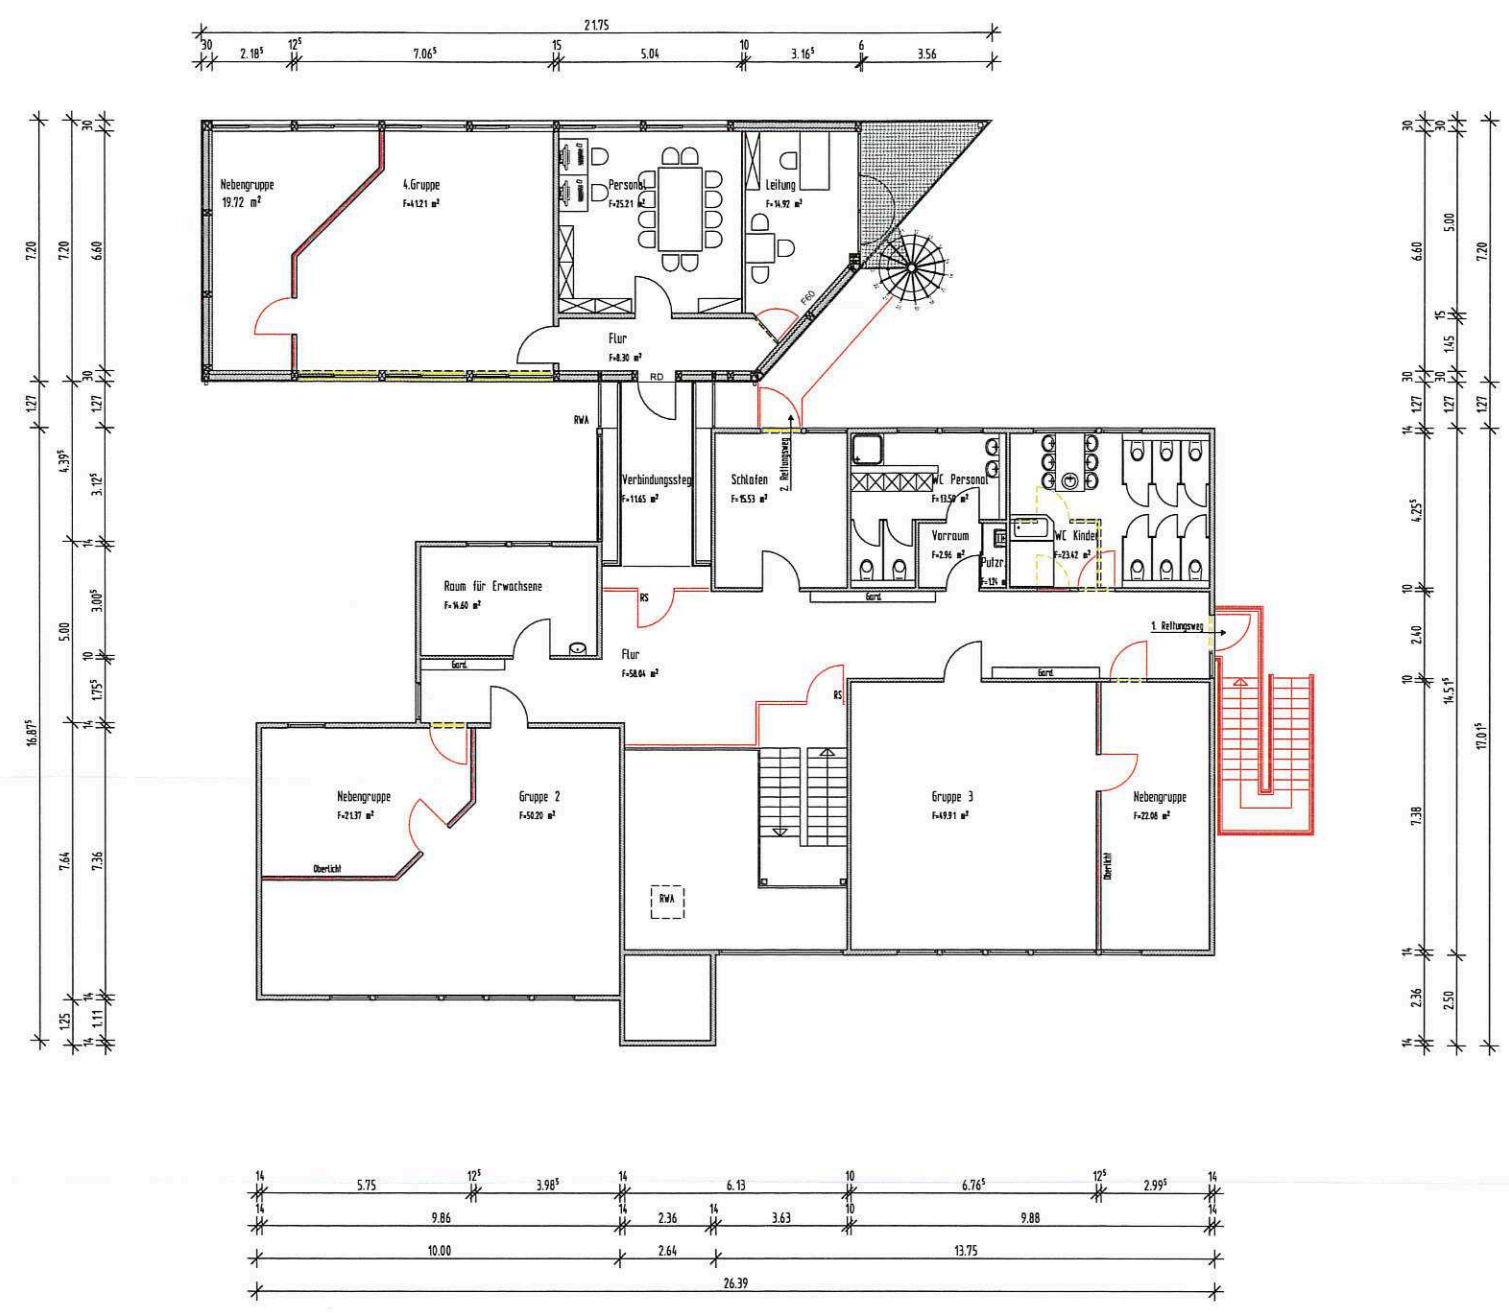 21.75
30 2.18⁵ 12⁵ 7.06⁵ 15 5.04 10 3.16⁵ 6 3.56
Nebengruppe
19.72 m²
4.Gruppe
F=41.21 m²
Personal
F=25.21 m²
Leitung
F=14.92 m²
F60
Flur
F=8.30 m²
RD
RWA
Verbindungssteg
F=11.65 m²
Schlafen
F=15.53 m²
2. Rettungsweg
WC Personal
F=13.50 m²
Vorraum
F=2.96 m²
Putzr.
F=1.24 m
WC Kinder
F=23.42 m²
Raum für Erwachsene
F=14.60 m²
RS
Gard.
Gard.
Gard.
1. Rettungsweg
Flur
F=58.04 m²
RS
Nebengruppe
F=21.37 m²
Oberlicht
Gruppe 2
F=50.20 m²
RWA
Gruppe 3
F=49.91 m²
Nebengruppe
F=22.08 m²
Oberlicht
7.20 1.27 16.87⁵
7.20 4.39⁵ 5.00 7.64 1.25
30 6.60 30 1.27 3.12⁵ 14 3.00⁵ 10 1.75⁵ 14 7.36 14 1.11 14
30 6.60 30 1.27 14 4.25⁵ 10 2.40 10 7.38 14 2.36 14
30 5.00 15 1.45 30 1.27 14.51⁵ 2.50
7.20 1.27 17.01⁵
14 5.75 12⁵ 3.98⁵ 14 6.13 10 6.76⁵ 12⁵ 2.99⁵ 14
14 9.86 14 2.36 14 3.63 10 9.88 14
10.00 2.64 13.75
26.39